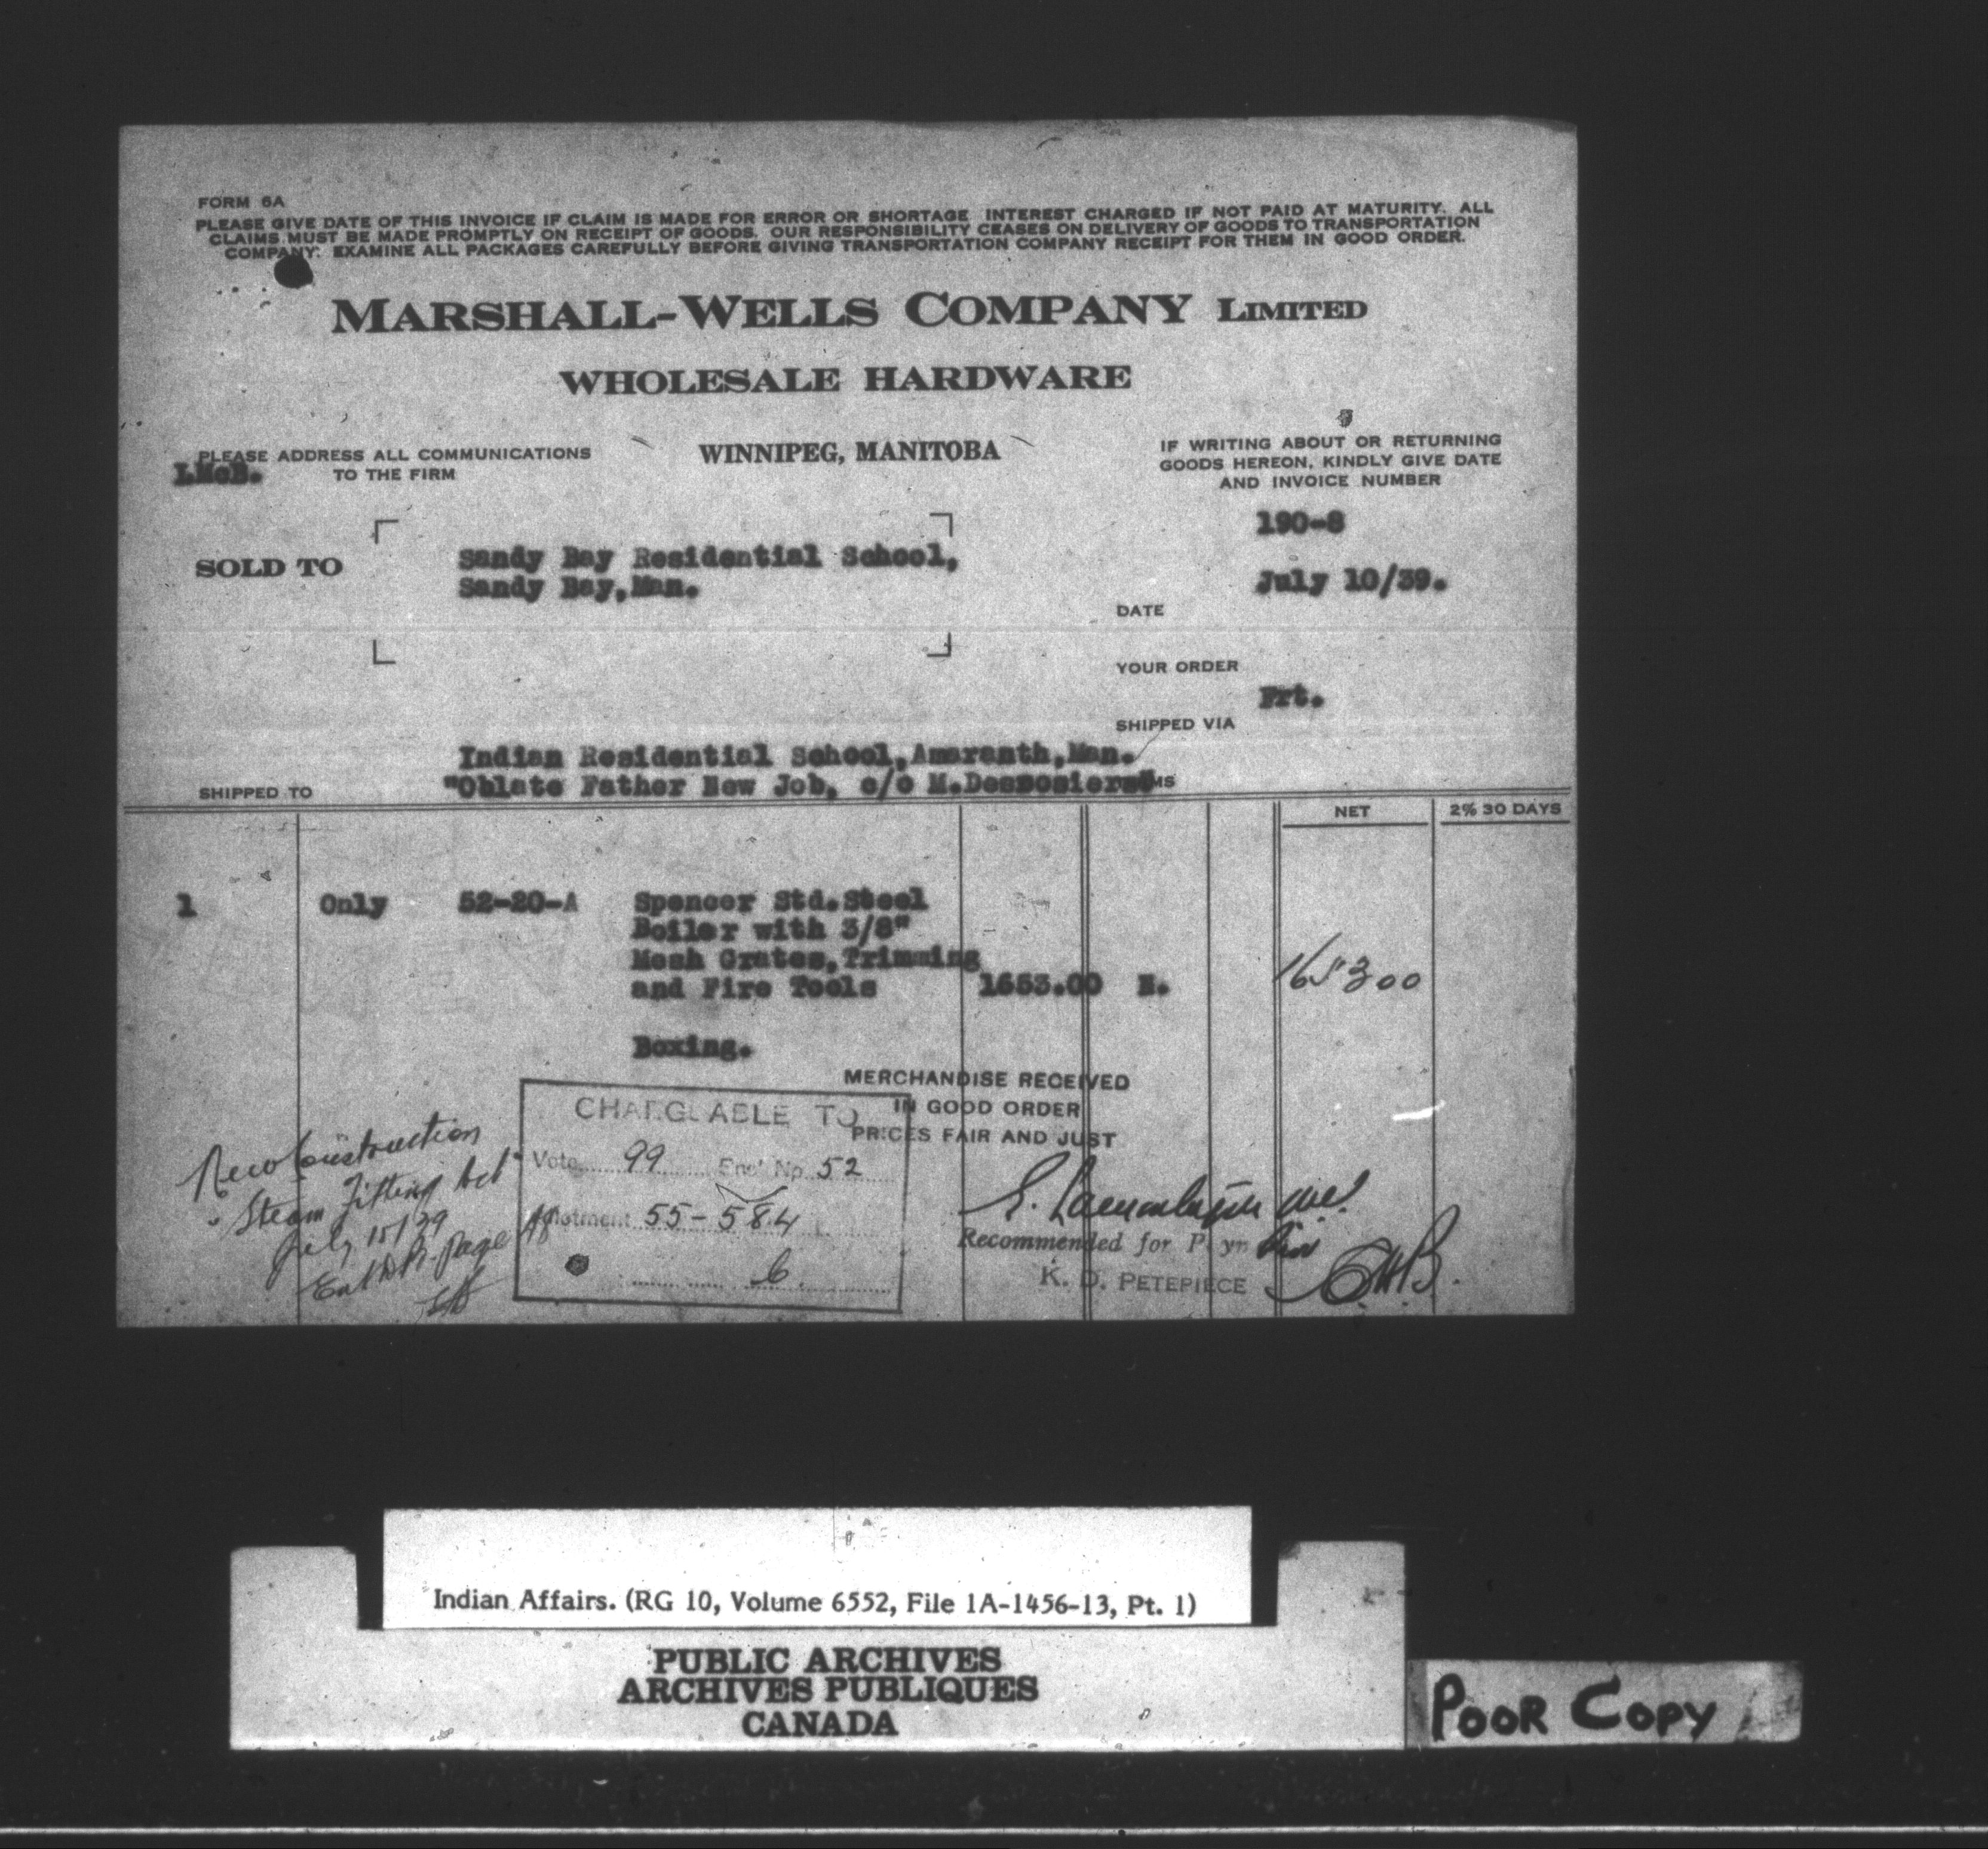 FORM 6A
PLEASE GIVE DATE OF THIS INVOICE IF CLAIM IS MADE FOR ERROR OR SHORTAGE INTEREST CHARGED IF NOT PAID AT MATURITY. ALL
CLAIMS MUST BE MADE PROMPTLY ON RECEIPT OF GOODS. OUR RESPONSIBILITY CEASES ON DELIVERY OF GOODS TO TRANSPORTATION
COMPANY. EXAMINE ALL PACKAGES CAREFULLY BEFORE GIVING TRANSPORTATION COMPANY RECEIPT FOR THEM IN GOOD ORDER.
MARSHALL-WELLS COMPANY LIMITED
WHOLESALE HARDWARE
PLEASE ADDRESS ALL COMMUNICATIONS
TO THE FIRM
LMcB.
WINNIPEG, MANITOBA
IF WRITING ABOUT OR RETURNING
GOODS HEREON, KINDLY GIVE DATE
AND INVOICE NUMBER
190-8
SOLD TO
Sandy Bay Residential School,
Sandy Bay,Man.
July 10/39.
DATE
YOUR ORDER
Frt.
SHIPPED VIA
Indian Residential School,Amaranth,Man.
SHIPPED TO
"Oblate Father New Job, c/o M.Desrosiers"
NET
2% 30 DAYS
1 Only 52-20-A Spencer Std.Steel
Boiler with 3/8"
Mesh Grates,Trimming
and Fire Tools 1653.00 N. 1653 00
Boxing.
MERCHANDISE RECEIVED
IN GOOD ORDER
PRICES FAIR AND JUST
CHARGEABLE TO
Vote 99 Enc' No 52
Allotment 55-584
6.
New Construction
Steam Fitting Act
July 15/39
Page 48
Recommended for Paym
K. D. PETEPIECE
Indian Affairs. (RG 10, Volume 6552, File 1A-1456-13, Pt. 1)
PUBLIC ARCHIVES
ARCHIVES PUBLIQUES
CANADA
POOR COPY